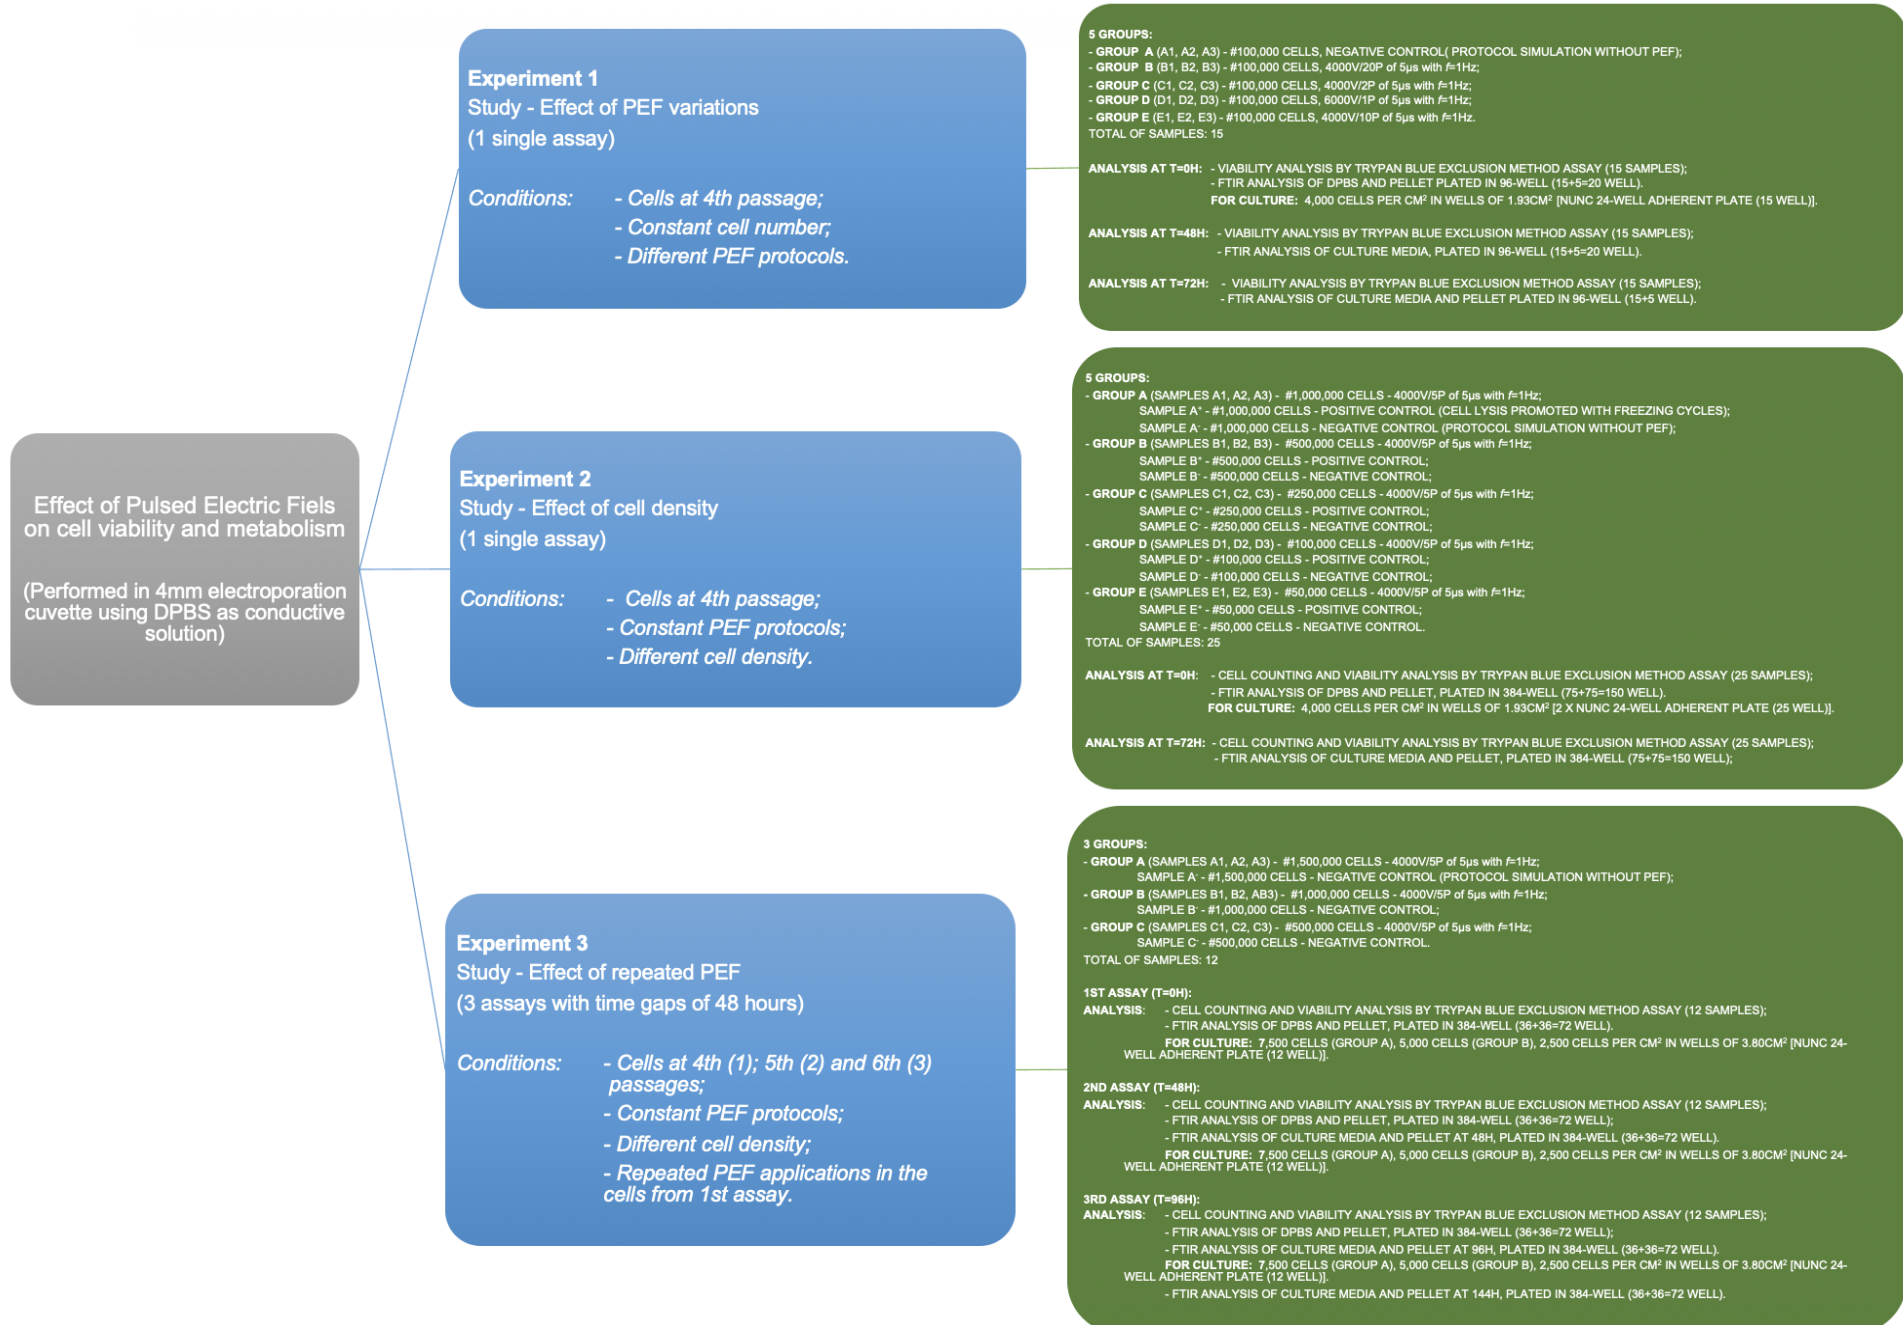 Effect of Pulsed Electric Fiels
on cell viability and metabolism
(Performed in 4mm electroporation
cuvette using DPBS as conductive
solution)
Experiment 1
Study - Effect of PEF variations
(1 single assay)
Conditions: - Cells at 4th passage;
- Constant cell number;
- Different PEF protocols.
5 GROUPS:
- GROUP A (A1, A2, A3) - #100,000 CELLS, NEGATIVE CONTROL( PROTOCOL SIMULATION WITHOUT PEF);
- GROUP B (B1, B2, B3) - #100,000 CELLS, 4000V/20P of 5µs with f=1Hz;
- GROUP C (C1, C2, C3) - #100,000 CELLS, 4000V/2P of 5µs with f=1Hz;
- GROUP D (D1, D2, D3) - #100,000 CELLS, 6000V/1P of 5µs with f=1Hz;
- GROUP E (E1, E2, E3) - #100,000 CELLS, 4000V/10P of 5µs with f=1Hz.
TOTAL OF SAMPLES: 15
ANALYSIS AT T=0H: - VIABILITY ANALYSIS BY TRYPAN BLUE EXCLUSION METHOD ASSAY (15 SAMPLES);
- FTIR ANALYSIS OF DPBS AND PELLET PLATED IN 96-WELL (15+5=20 WELL).
FOR CULTURE: 4,000 CELLS PER CM² IN WELLS OF 1.93CM² [NUNC 24-WELL ADHERENT PLATE (15 WELL)].
ANALYSIS AT T=48H: - VIABILITY ANALYSIS BY TRYPAN BLUE EXCLUSION METHOD ASSAY (15 SAMPLES);
- FTIR ANALYSIS OF CULTURE MEDIA, PLATED IN 96-WELL (15+5=20 WELL).
ANALYSIS AT T=72H: - VIABILITY ANALYSIS BY TRYPAN BLUE EXCLUSION METHOD ASSAY (15 SAMPLES);
- FTIR ANALYSIS OF CULTURE MEDIA AND PELLET PLATED IN 96-WELL (15+5 WELL).
Experiment 2
Study - Effect of cell density
(1 single assay)
Conditions: - Cells at 4th passage;
- Constant PEF protocols;
- Different cell density.
5 GROUPS:
- GROUP A (SAMPLES A1, A2, A3) - #1,000,000 CELLS - 4000V/5P of 5µs with f=1Hz;
SAMPLE A⁺ - #1,000,000 CELLS - POSITIVE CONTROL (CELL LYSIS PROMOTED WITH FREEZING CYCLES);
SAMPLE A⁻ - #1,000,000 CELLS - NEGATIVE CONTROL (PROTOCOL SIMULATION WITHOUT PEF);
- GROUP B (SAMPLES B1, B2, B3) - #500,000 CELLS - 4000V/5P of 5µs with f=1Hz;
SAMPLE B⁺ - #500,000 CELLS - POSITIVE CONTROL;
SAMPLE B⁻ - #500,000 CELLS - NEGATIVE CONTROL;
- GROUP C (SAMPLES C1, C2, C3) - #250,000 CELLS - 4000V/5P of 5µs with f=1Hz;
SAMPLE C⁺ - #250,000 CELLS - POSITIVE CONTROL;
SAMPLE C⁻ - #250,000 CELLS - NEGATIVE CONTROL;
- GROUP D (SAMPLES D1, D2, D3) - #100,000 CELLS - 4000V/5P of 5µs with f=1Hz;
SAMPLE D⁺ - #100,000 CELLS - POSITIVE CONTROL;
SAMPLE D⁻ - #100,000 CELLS - NEGATIVE CONTROL;
- GROUP E (SAMPLES E1, E2, E3) - #50,000 CELLS - 4000V/5P of 5µs with f=1Hz;
SAMPLE E⁺ - #50,000 CELLS - POSITIVE CONTROL;
SAMPLE E⁻ - #50,000 CELLS - NEGATIVE CONTROL.
TOTAL OF SAMPLES: 25
ANALYSIS AT T=0H: - CELL COUNTING AND VIABILITY ANALYSIS BY TRYPAN BLUE EXCLUSION METHOD ASSAY (25 SAMPLES);
- FTIR ANALYSIS OF DPBS AND PELLET, PLATED IN 384-WELL (75+75=150 WELL).
FOR CULTURE: 4,000 CELLS PER CM² IN WELLS OF 1.93CM² [2 X NUNC 24-WELL ADHERENT PLATE (25 WELL)].
ANALYSIS AT T=72H: - CELL COUNTING AND VIABILITY ANALYSIS BY TRYPAN BLUE EXCLUSION METHOD ASSAY (25 SAMPLES);
- FTIR ANALYSIS OF CULTURE MEDIA AND PELLET, PLATED IN 384-WELL (75+75=150 WELL);
Experiment 3
Study - Effect of repeated PEF
(3 assays with time gaps of 48 hours)
Conditions: - Cells at 4th (1); 5th (2) and 6th (3)
passages;
- Constant PEF protocols;
- Different cell density;
- Repeated PEF applications in the
cells from 1st assay.
3 GROUPS:
- GROUP A (SAMPLES A1, A2, A3) - #1,500,000 CELLS - 4000V/5P of 5µs with f=1Hz;
SAMPLE A⁻ - #1,500,000 CELLS - NEGATIVE CONTROL (PROTOCOL SIMULATION WITHOUT PEF);
- GROUP B (SAMPLES B1, B2, AB3) - #1,000,000 CELLS - 4000V/5P of 5µs with f=1Hz;
SAMPLE B⁻ - #1,000,000 CELLS - NEGATIVE CONTROL;
- GROUP C (SAMPLES C1, C2, C3) - #500,000 CELLS - 4000V/5P of 5µs with f=1Hz;
SAMPLE C⁻ - #500,000 CELLS - NEGATIVE CONTROL.
TOTAL OF SAMPLES: 12
1ST ASSAY (T=0H):
ANALYSIS: - CELL COUNTING AND VIABILITY ANALYSIS BY TRYPAN BLUE EXCLUSION METHOD ASSAY (12 SAMPLES);
- FTIR ANALYSIS OF DPBS AND PELLET, PLATED IN 384-WELL (36+36=72 WELL).
FOR CULTURE: 7,500 CELLS (GROUP A), 5,000 CELLS (GROUP B), 2,500 CELLS PER CM² IN WELLS OF 3.80CM² [NUNC 24-
WELL ADHERENT PLATE (12 WELL)].
2ND ASSAY (T=48H):
ANALYSIS: - CELL COUNTING AND VIABILITY ANALYSIS BY TRYPAN BLUE EXCLUSION METHOD ASSAY (12 SAMPLES);
- FTIR ANALYSIS OF DPBS AND PELLET, PLATED IN 384-WELL (36+36=72 WELL);
- FTIR ANALYSIS OF CULTURE MEDIA AND PELLET AT 48H, PLATED IN 384-WELL (36+36=72 WELL).
FOR CULTURE: 7,500 CELLS (GROUP A), 5,000 CELLS (GROUP B), 2,500 CELLS PER CM² IN WELLS OF 3.80CM² [NUNC 24-
WELL ADHERENT PLATE (12 WELL)].
3RD ASSAY (T=96H):
ANALYSIS: - CELL COUNTING AND VIABILITY ANALYSIS BY TRYPAN BLUE EXCLUSION METHOD ASSAY (12 SAMPLES);
- FTIR ANALYSIS OF DPBS AND PELLET, PLATED IN 384-WELL (36+36=72 WELL);
- FTIR ANALYSIS OF CULTURE MEDIA AND PELLET AT 96H, PLATED IN 384-WELL (36+36=72 WELL).
FOR CULTURE: 7,500 CELLS (GROUP A), 5,000 CELLS (GROUP B), 2,500 CELLS PER CM² IN WELLS OF 3.80CM² [NUNC 24-
WELL ADHERENT PLATE (12 WELL)].
- FTIR ANALYSIS OF CULTURE MEDIA AND PELLET AT 144H, PLATED IN 384-WELL (36+36=72 WELL).